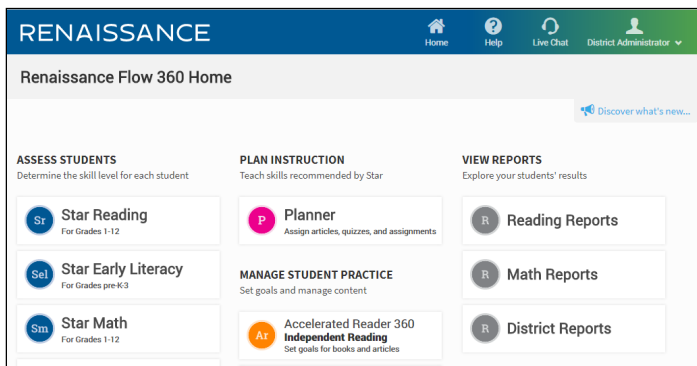 RENAISSANCE
Home
Help
Live Chat
District Administrator
Renaissance Flow 360 Home
Discover what's new...
ASSESS STUDENTS
Determine the skill level for each student
Sr
Star Reading
For Grades 1-12
Sel
Star Early Literacy
For Grades pre-K-3
Sm
Star Math
For Grades 1-12
PLAN INSTRUCTION
Teach skills recommended by Star
P
Planner
Assign articles, quizzes, and assignments
MANAGE STUDENT PRACTICE
Set goals and manage content
Ar
Accelerated Reader 360
Independent Reading
Set goals for books and articles
VIEW REPORTS
Explore your students' results
R
Reading Reports
R
Math Reports
R
District Reports